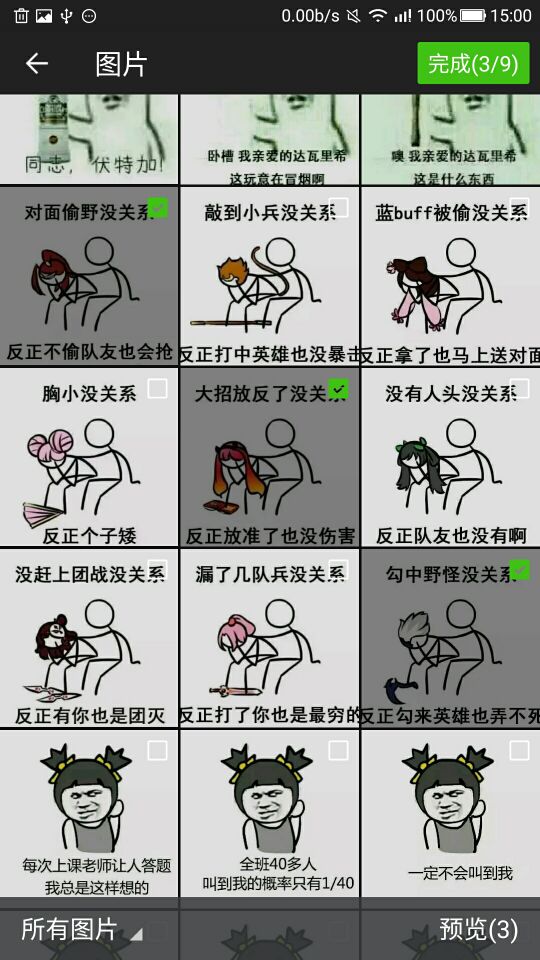 0.00b/s 100% 15:00
图片
完成(3/9)
同志，伏特加!
卧槽 我亲爱的达瓦里希
这玩意在冒烟啊
噢 我亲爱的达瓦里希
这是什么东西
对面偷野没关系
反正不偷队友也会抢
敲到小兵没关系
反正打中英雄也没暴击
蓝buff被偷没关系
反正拿了也马上送对面
胸小没关系
反正个子矮
大招放反了没关系
反正放准了也没伤害
没有人头没关系
反正队友也没有啊
没赶上团战没关系
反正有你也是团灭
漏了几队兵没关系
反正打了你也是最穷的
勾中野怪没关系
反正勾来英雄也弄不死
每次上课老师让人答题
我总是这样想的
全班40多人
叫到我的概率只有1/40
一定不会叫到我
所有图片
预览(3)